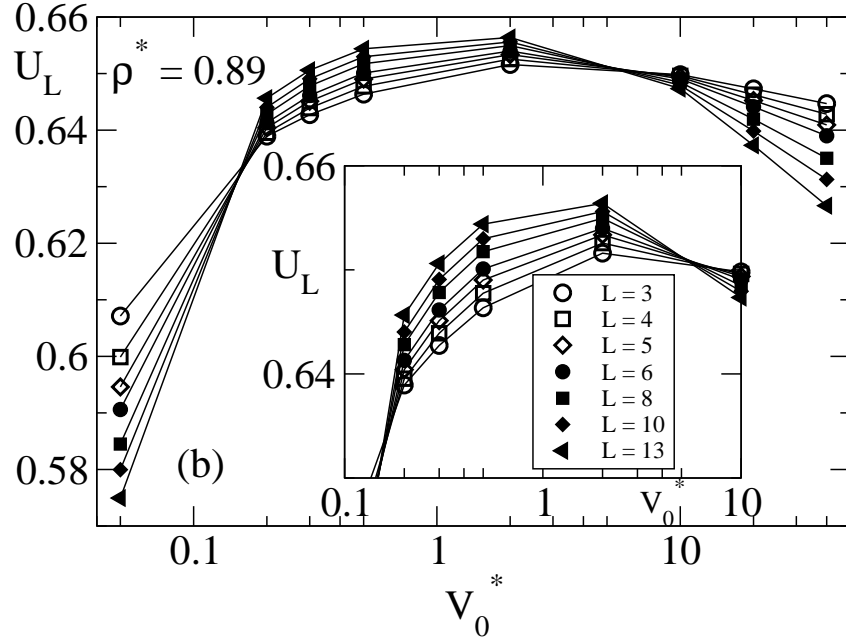 0.66
U_L ρ* = 0.89
0.64
0.62
0.6
0.58
(b)
0.1 1 10
V_0*
0.66
U_L
0.64
0.1 1 V_0* 10
L = 3
L = 4
L = 5
L = 6
L = 8
L = 10
L = 13